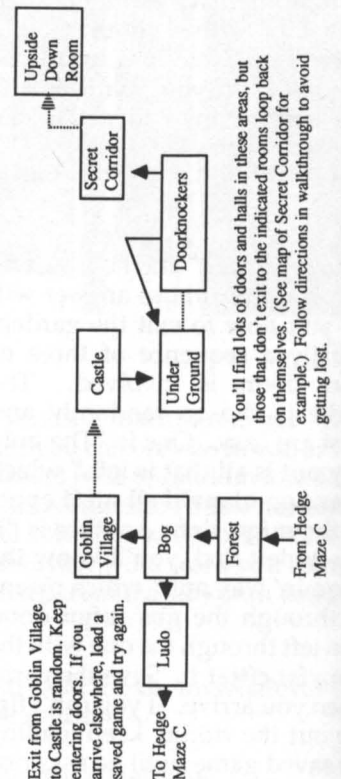 Exit from Goblin Village
to Castle is random. Keep
entering doors. If you
arrive elsewhere, load
saved game and try again.
Goblin
Village
Castle
Upside
Down
Room
Secret
Corridor
To Hedge
Maze C
Ludo
Bog
Under
Ground
Doorknockers
Forest
From Hedge
Maze C
You'll find lots of doors and halls in these areas, but
those that don't exit to the indicated rooms loop back
to themselves. (See map of Secret Corridor for
example.) Follow directions in walkthrough to avoid
getting lost.